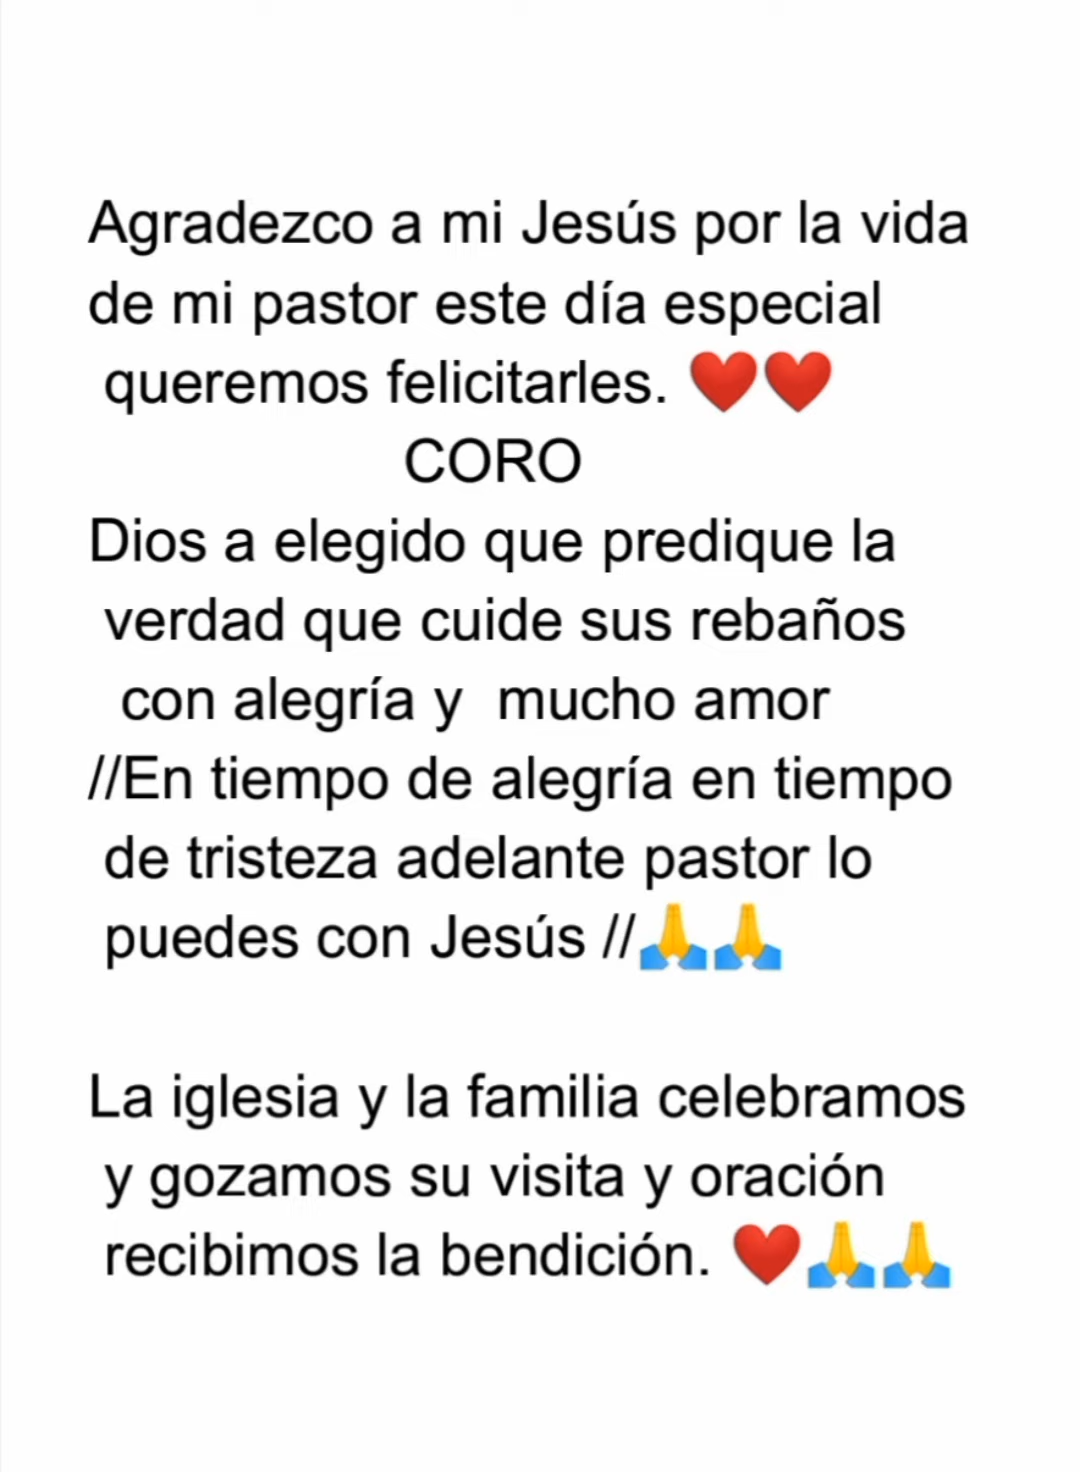 Agradezco a mi Jesús por la vida
de mi pastor este día especial
queremos felicitarles. ❤️❤️
CORO
Dios a elegido que predique la
verdad que cuide sus rebaños
con alegría y  mucho amor
//En tiempo de alegría en tiempo
de tristeza adelante pastor lo
puedes con Jesús //🙏🙏
La iglesia y la familia celebramos
y gozamos su visita y oración
recibimos la bendición. ❤️🙏🙏